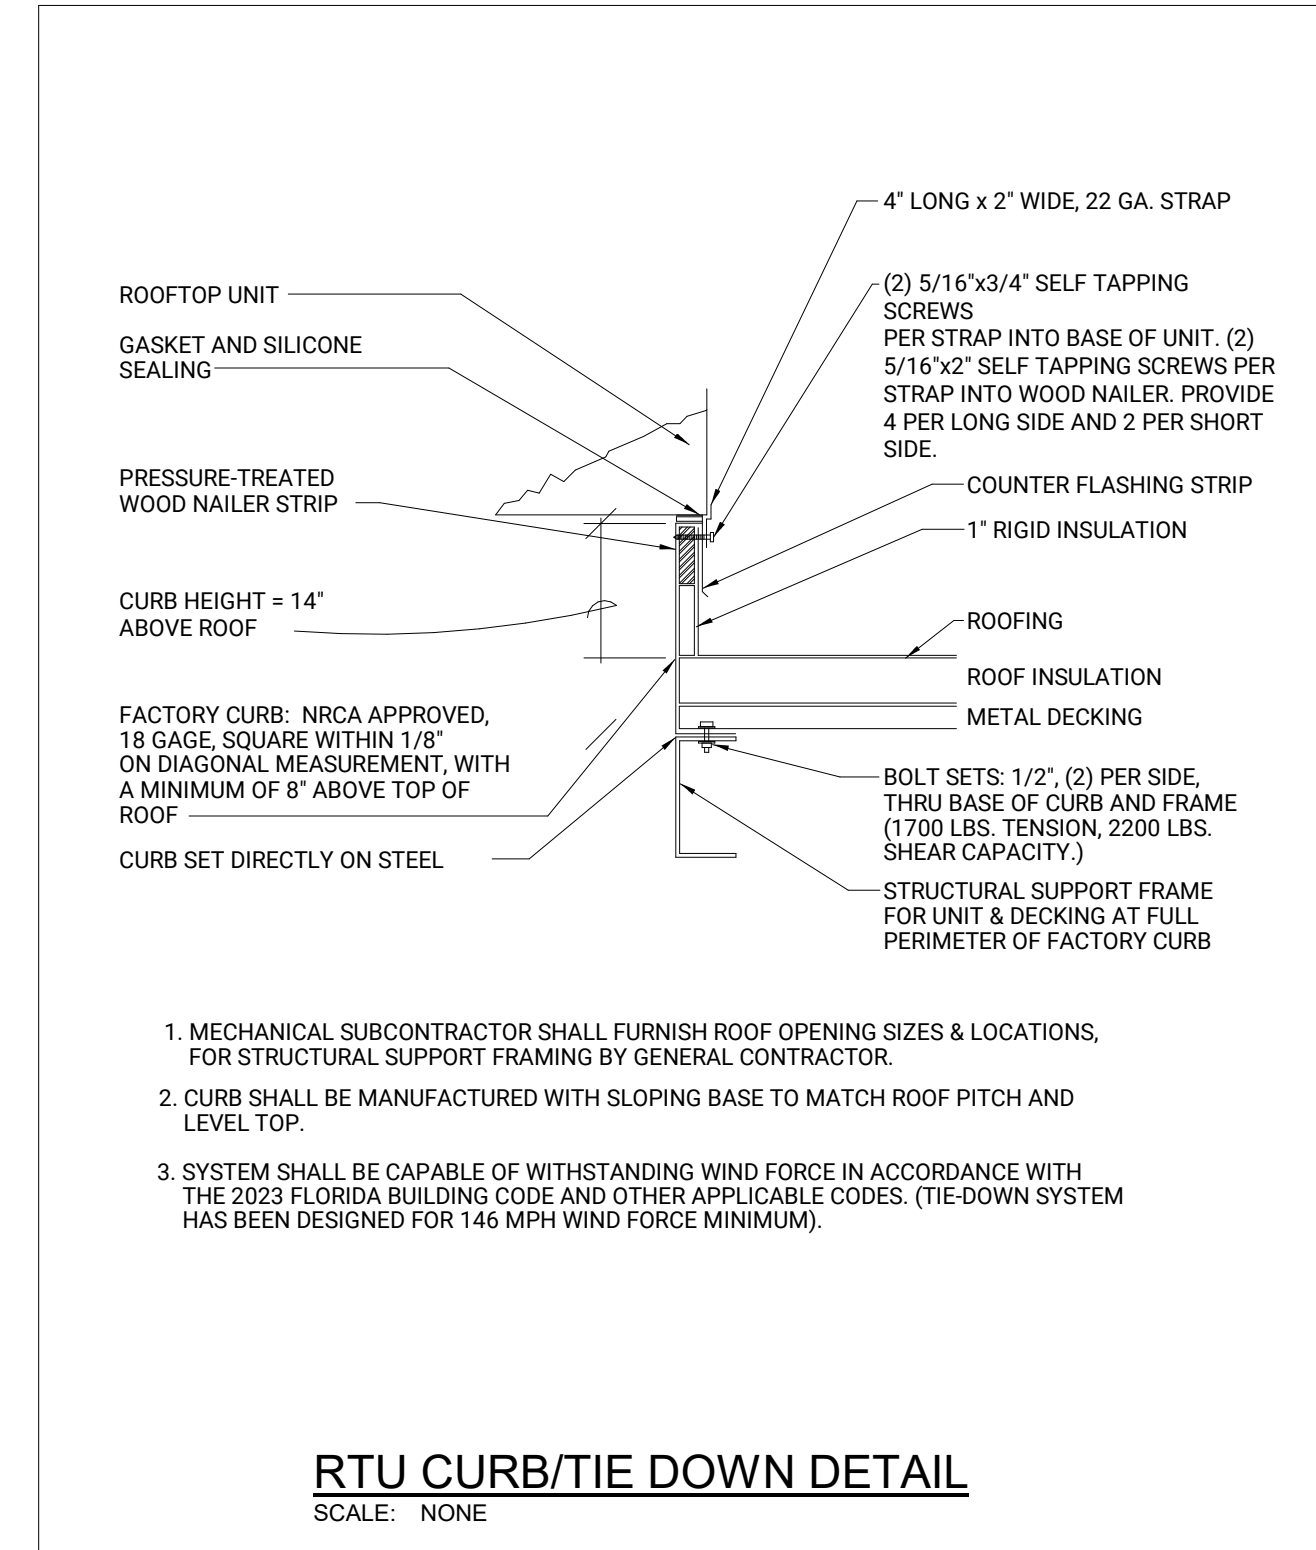 4" LONG x 2" WIDE, 22 GA. STRAP
ROOFTOP UNIT
(2) 5/16"x3/4" SELF TAPPING
SCREWS
PER STRAP INTO BASE OF UNIT. (2)
5/16"x2" SELF TAPPING SCREWS PER
STRAP INTO WOOD NAILER. PROVIDE
4 PER LONG SIDE AND 2 PER SHORT
SIDE.
GASKET AND SILICONE
SEALING
PRESSURE-TREATED
WOOD NAILER STRIP
COUNTER FLASHING STRIP
1" RIGID INSULATION
CURB HEIGHT = 14"
ABOVE ROOF
ROOFING
ROOF INSULATION
METAL DECKING
FACTORY CURB:  NRCA APPROVED,
18 GAGE, SQUARE WITHIN 1/8"
ON DIAGONAL MEASUREMENT, WITH
A MINIMUM OF 8" ABOVE TOP OF
ROOF
BOLT SETS: 1/2", (2) PER SIDE,
THRU BASE OF CURB AND FRAME
(1700 LBS. TENSION, 2200 LBS.
SHEAR CAPACITY.)
CURB SET DIRECTLY ON STEEL
STRUCTURAL SUPPORT FRAME
FOR UNIT & DECKING AT FULL
PERIMETER OF FACTORY CURB
1. MECHANICAL SUBCONTRACTOR SHALL FURNISH ROOF OPENING SIZES & LOCATIONS,
FOR STRUCTURAL SUPPORT FRAMING BY GENERAL CONTRACTOR.
2. CURB SHALL BE MANUFACTURED WITH SLOPING BASE TO MATCH ROOF PITCH AND
LEVEL TOP.
3. SYSTEM SHALL BE CAPABLE OF WITHSTANDING WIND FORCE IN ACCORDANCE WITH
THE 2023 FLORIDA BUILDING CODE AND OTHER APPLICABLE CODES. (TIE-DOWN SYSTEM
HAS BEEN DESIGNED FOR 146 MPH WIND FORCE MINIMUM).
RTU CURB/TIE DOWN DETAIL
SCALE: NONE